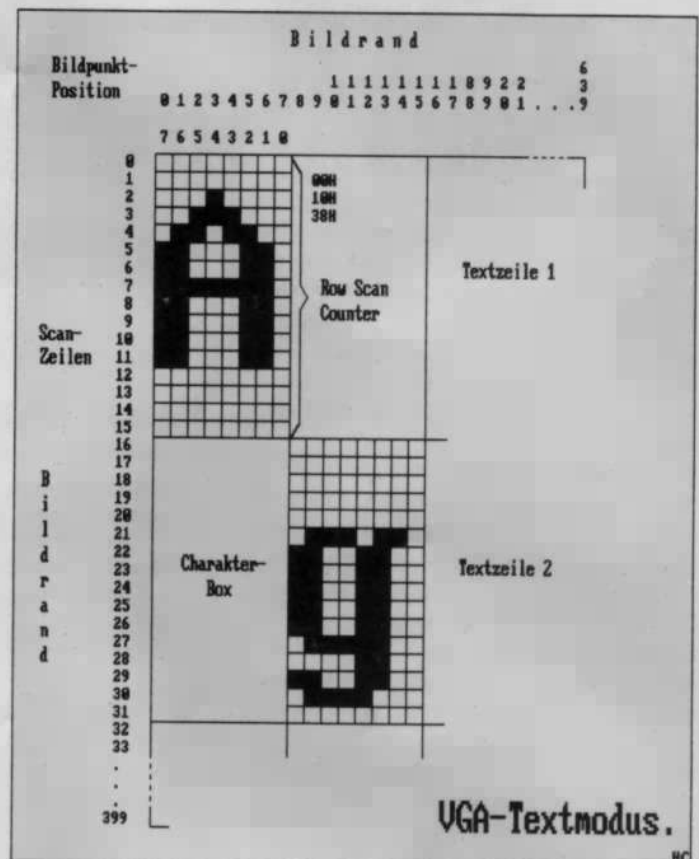 Bildrand
Bildpunkt-
Position
6
1 1 1 1 1 1 1 1 8 9 2 2 3
0 1 2 3 4 5 6 7 8 9 0 1 2 3 4 5 6 7 8 9 0 1 . . . 9
7 6 5 4 3 2 1 0
0
1
2
3
4
5
6
7
8
9
10
11
12
13
14
15
16
17
18
19
20
21
22
23
24
25
26
27
28
29
30
31
32
33
.
.
.
399
00H
10H
38H
Row Scan
Counter
Textzeile 1
Scan-
Zeilen
Bildrand
A
Charakter-
Box
g
Textzeile 2
VGA-Textmodus.